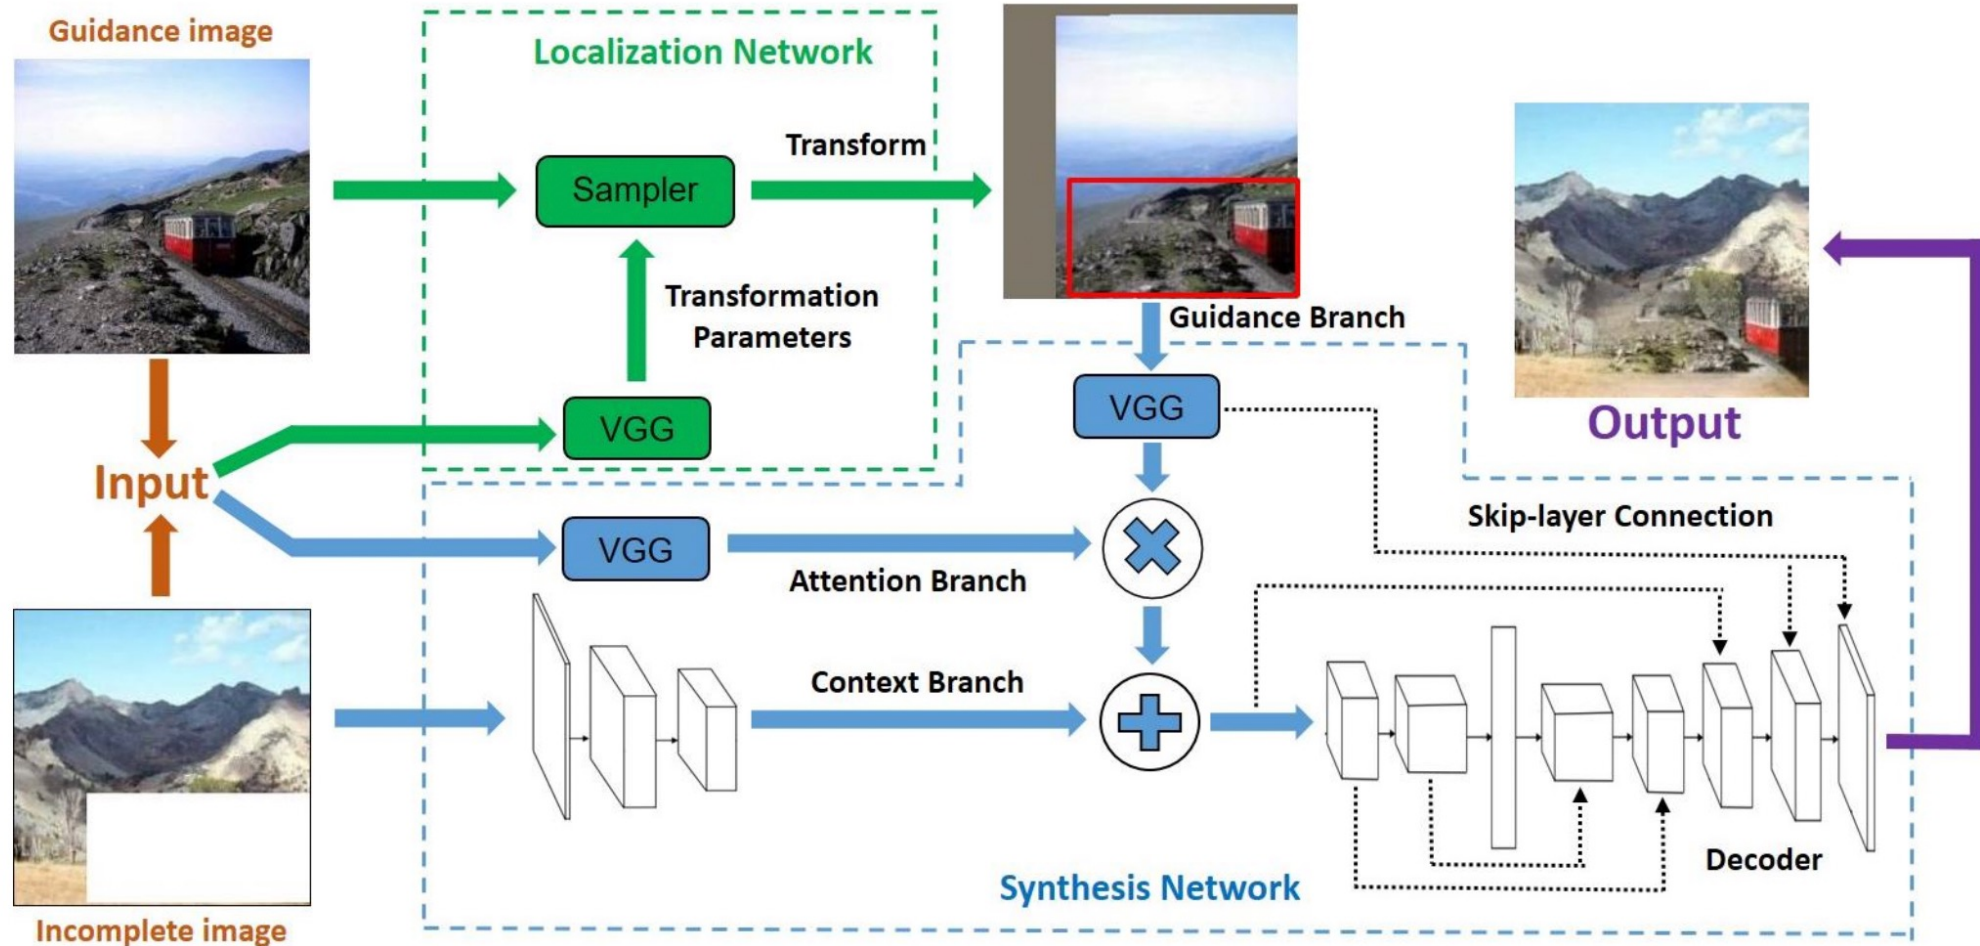 Guidance image
Localization Network
Transform
Sampler
Transformation
Parameters
Guidance Branch
VGG
VGG
Output
Input
Skip-layer Connection
VGG
Attention Branch
Context Branch
Decoder
Synthesis Network
Incomplete image